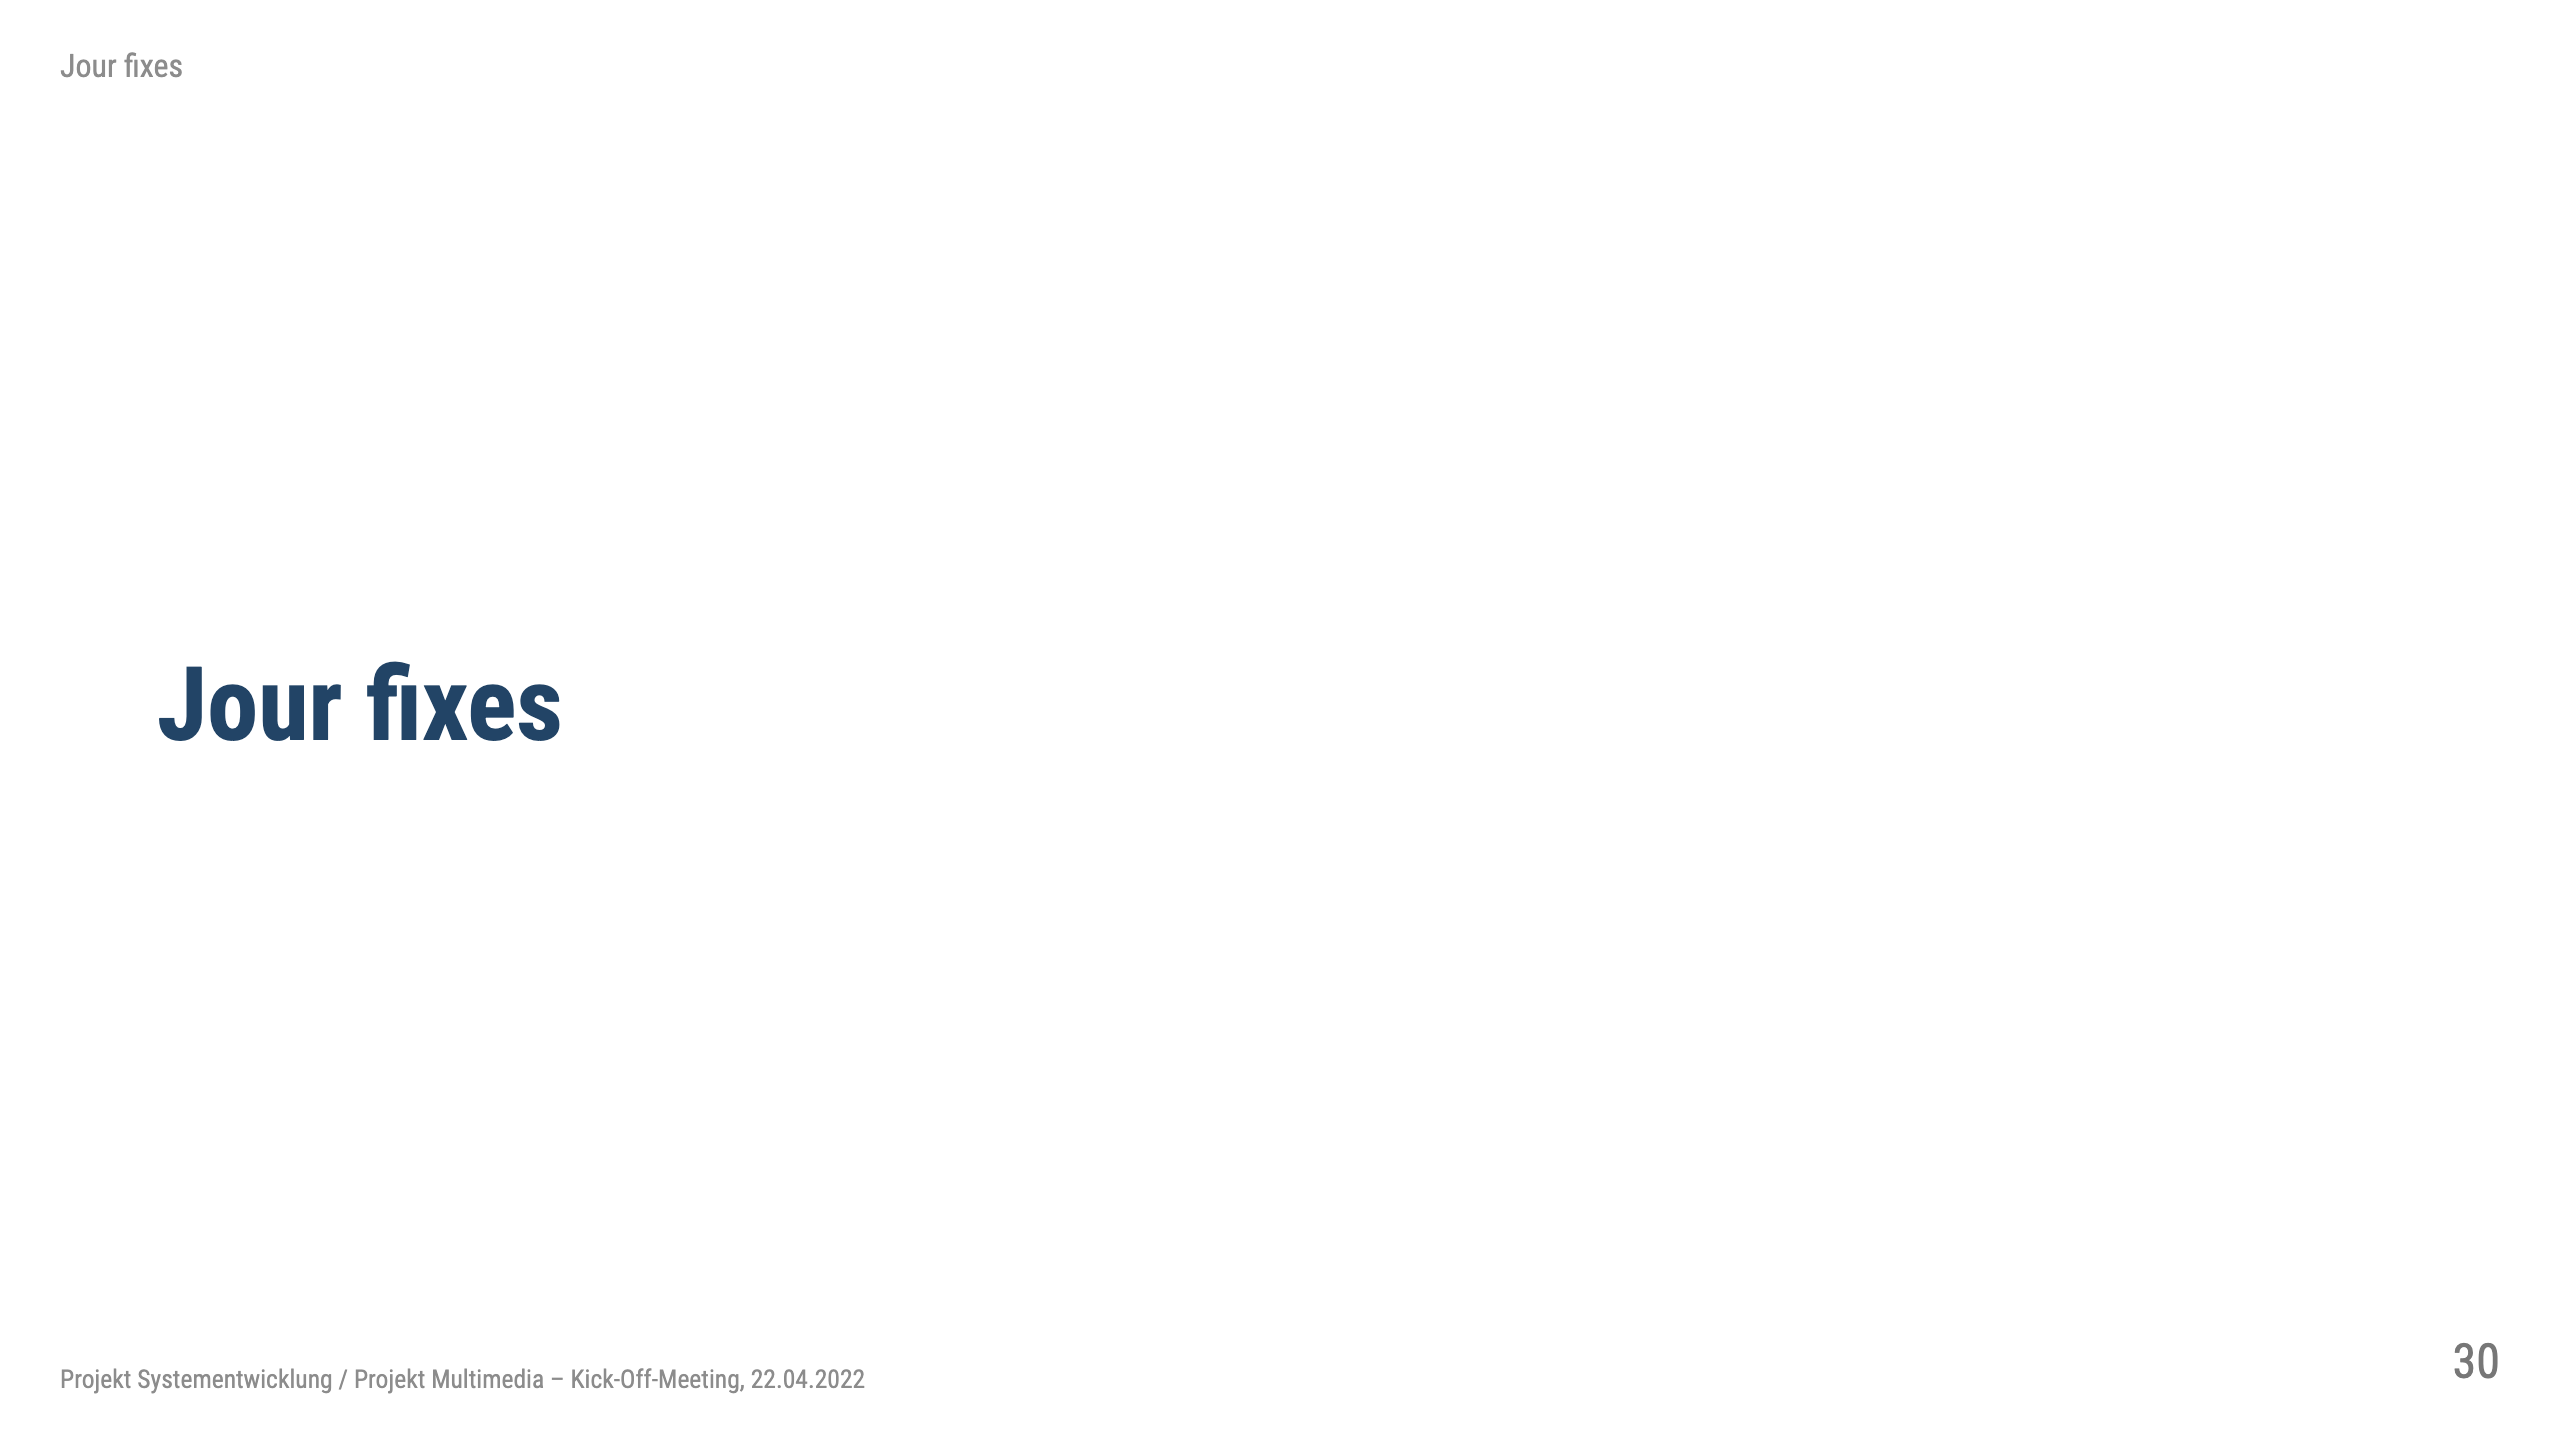 Jour fixes
Jour fixes
Projekt Systementwicklung / Projekt Multimedia – Kick-Off-Meeting, 22.04.2022
30